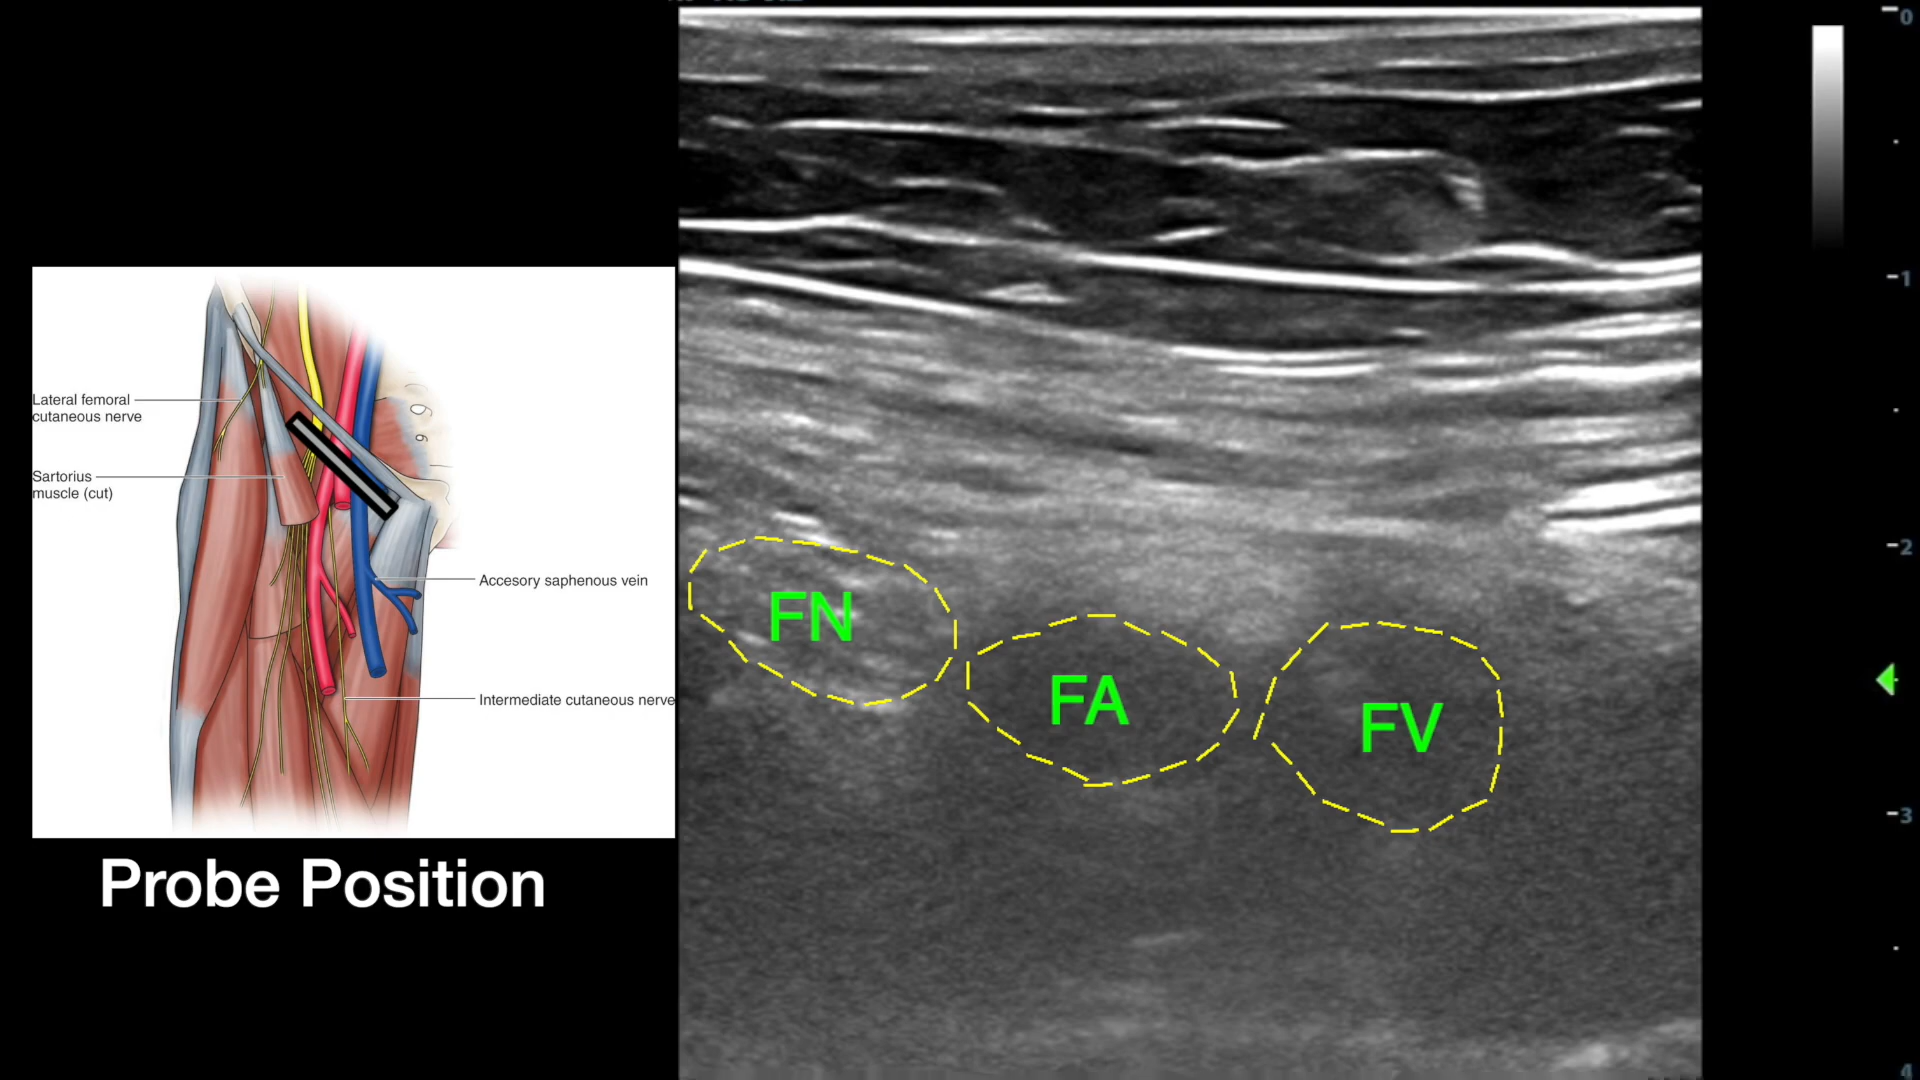 0
Lateral femoral
cutaneous nerve
Sartorius
muscle (cut)
Accesory saphenous vein
Intermediate cutaneous nerve
Probe Position
FN
FA
FV
1
2
3
4